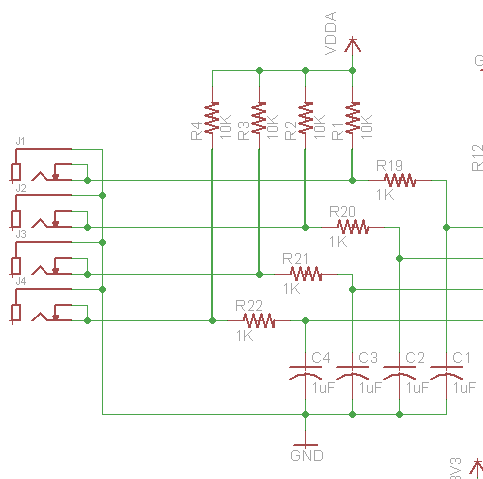 VDDA
G
R4
10K
R3
10K
R2
10K
R1
10K
J1
R19
1K
R12
J2
R20
1K
J3
R21
1K
J4
R22
1K
C4
1uF
C3
1uF
C2
1uF
C1
1uF
GND
3V3